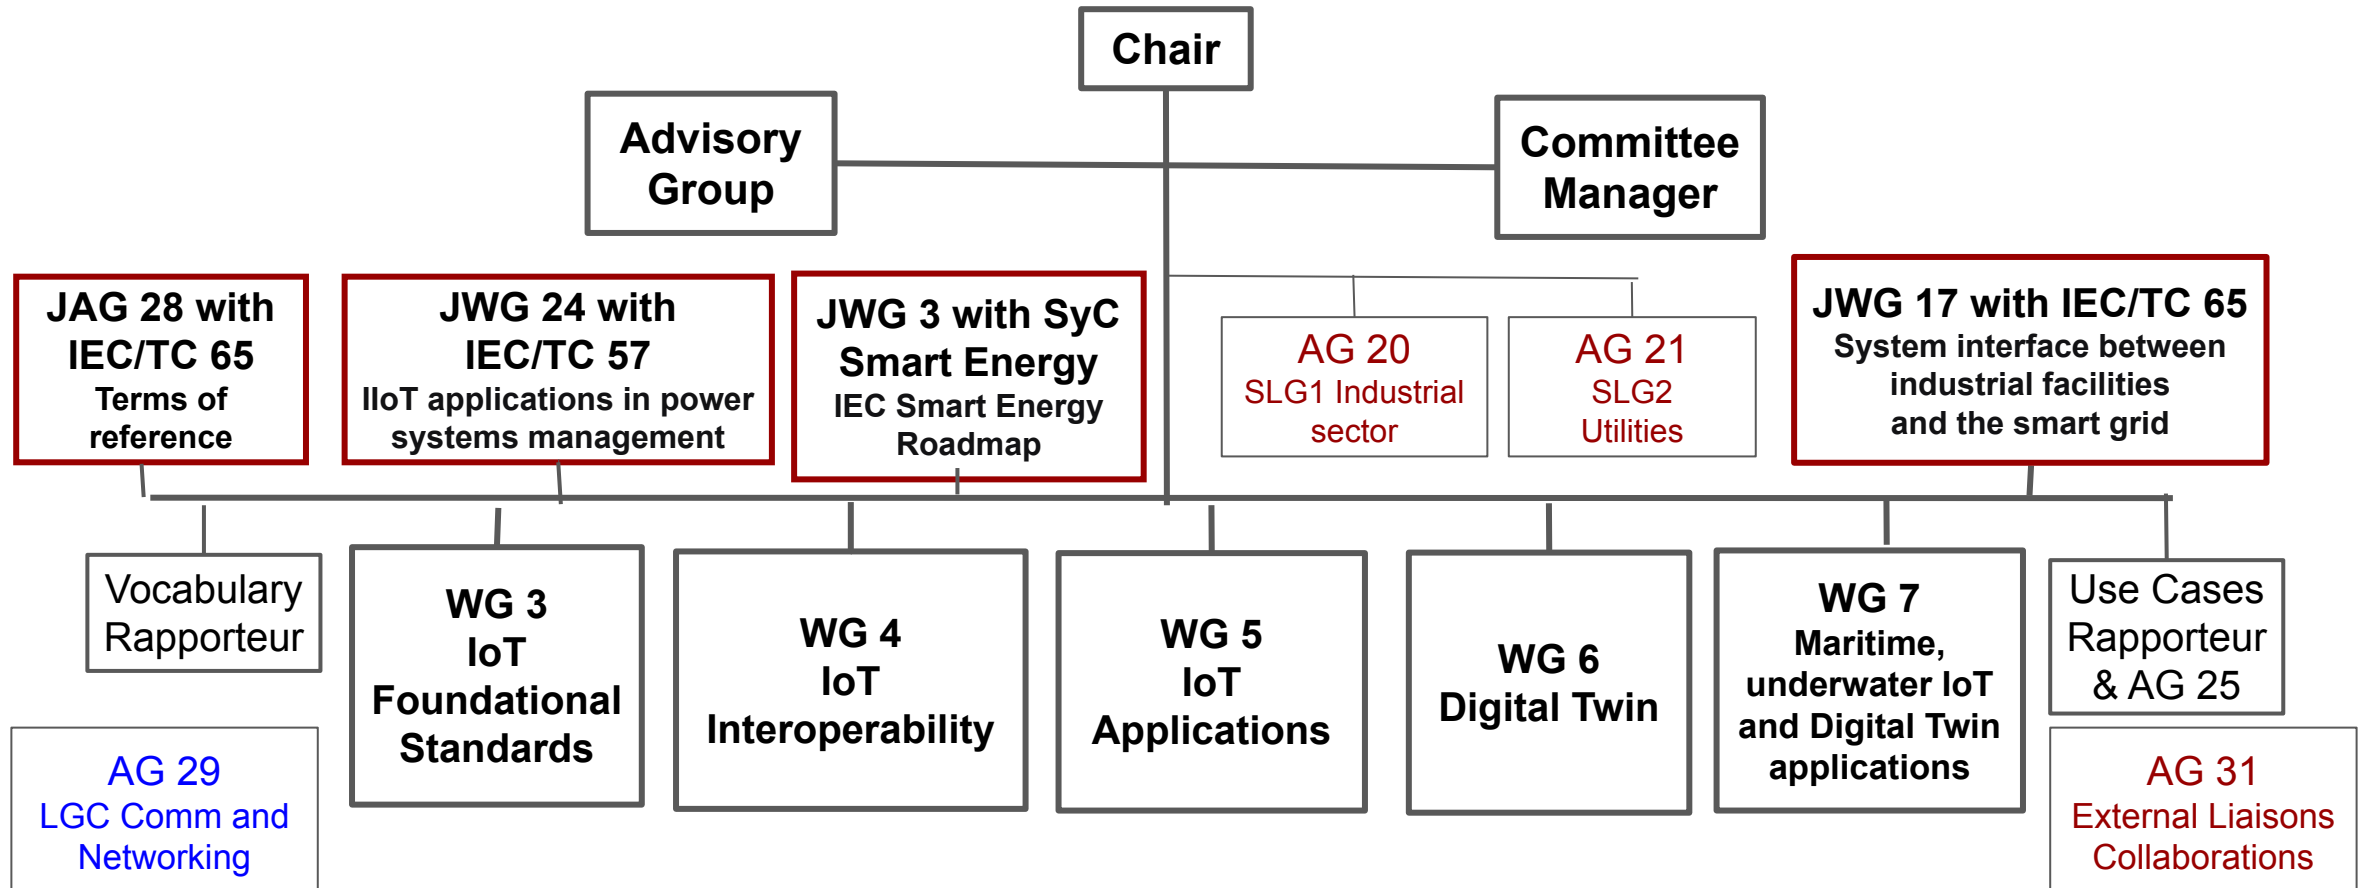 Chair
Advisory
Group
Committee
Manager
JAG 28 with
IEC/TC 65
Terms of
reference
JWG 24 with
IEC/TC 57
IIoT applications in power
systems management
JWG 3 with SyC
Smart Energy
IEC Smart Energy
Roadmap
AG 20
SLG1 Industrial
sector
AG 21
SLG2
Utilities
JWG 17 with IEC/TC 65
System interface between
industrial facilities
and the smart grid
Vocabulary
Rapporteur
WG 3
IoT
Foundational
Standards
WG 4
IoT
Interoperability
WG 5
IoT
Applications
WG 6
Digital Twin
WG 7
Maritime,
underwater IoT
and Digital Twin
applications
Use Cases
Rapporteur
& AG 25
AG 29
LGC Comm and
Networking
AG 31
External Liaisons
Collaborations